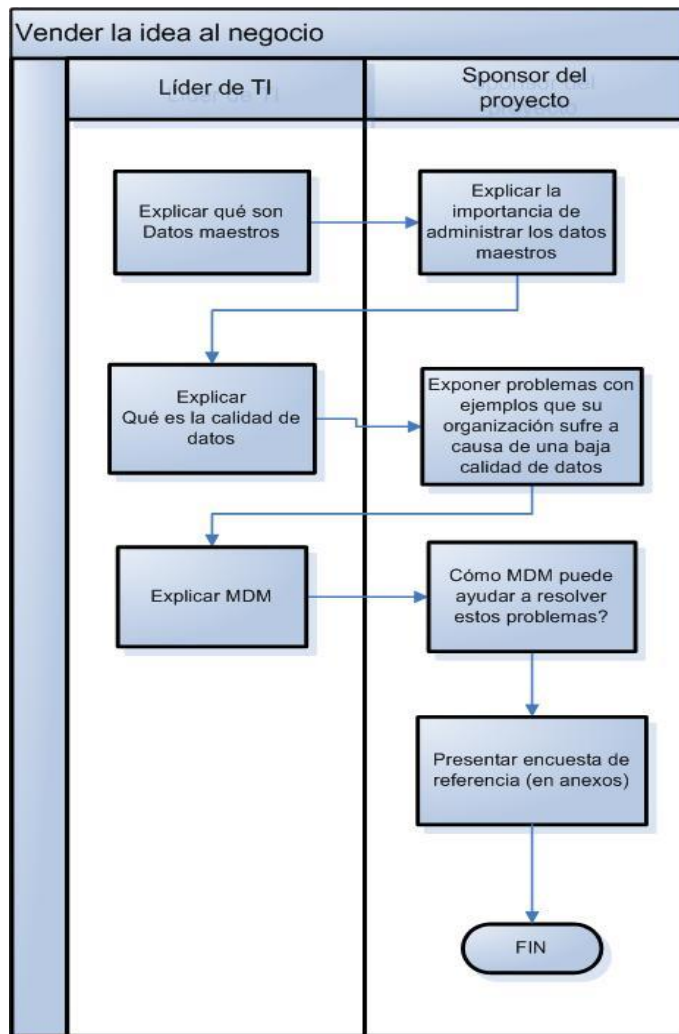 Vender la idea al negocio
Líder de TI
Sponsor del
proyecto
Explicar qué son
Datos maestros
Explicar la
importancia de
administrar los datos
maestros
Explicar
Qué es la calidad de
datos
Exponer problemas con
ejemplos que su
organización sufre a
causa de una baja
calidad de datos
Explicar MDM
Cómo MDM puede
ayudar a resolver
estos problemas?
Presentar encuesta de
referencia (en anexos)
FIN